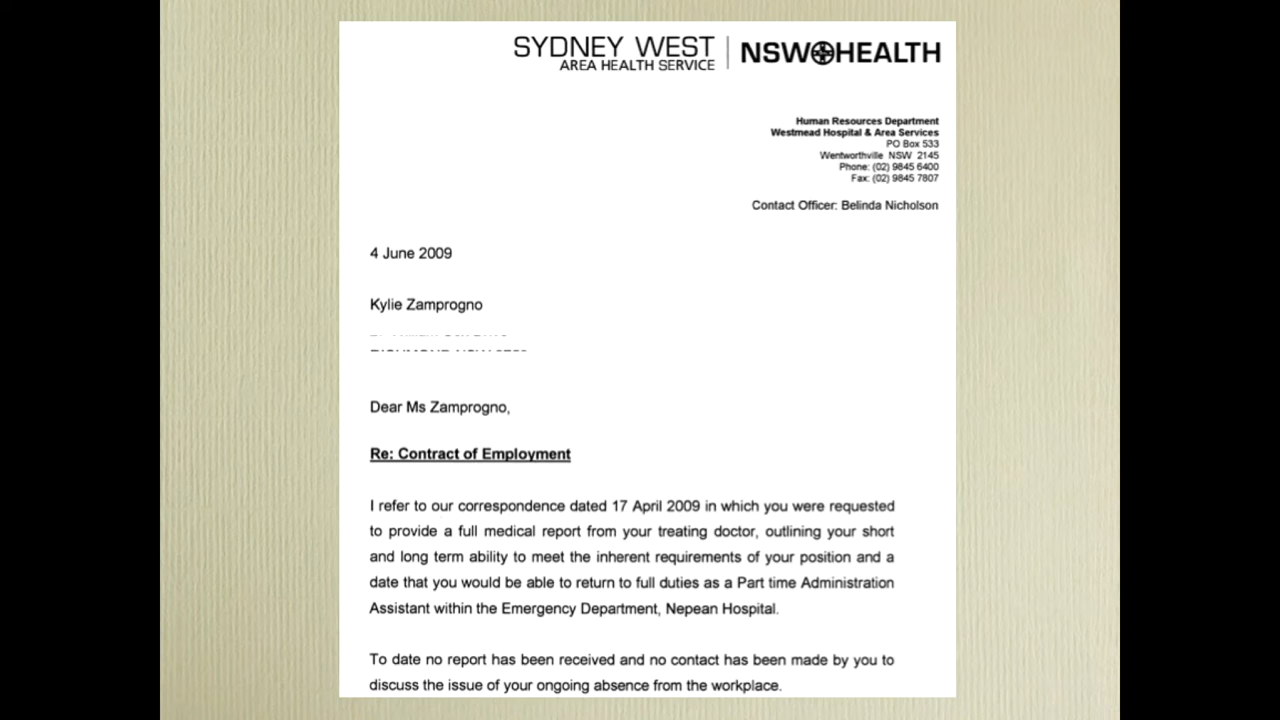 SYDNEY WEST
AREA HEALTH SERVICE
NSW HEALTH
Human Resources Department
Westmead Hospital & Area Services
PO Box 533
Wentworthville NSW 2145
Phone: (02) 9845 6400
Fax: (02) 9845 7807
Contact Officer: Belinda Nicholson
4 June 2009
Kylie Zamprogno
Dear Ms Zamprogno,
Re: Contract of Employment
I refer to our correspondence dated 17 April 2009 in which you were requested
to provide a full medical report from your treating doctor, outlining your short
and long term ability to meet the inherent requirements of your position and a
date that you would be able to return to full duties as a Part time Administration
Assistant within the Emergency Department, Nepean Hospital.
To date no report has been received and no contact has been made by you to
discuss the issue of your ongoing absence from the workplace.